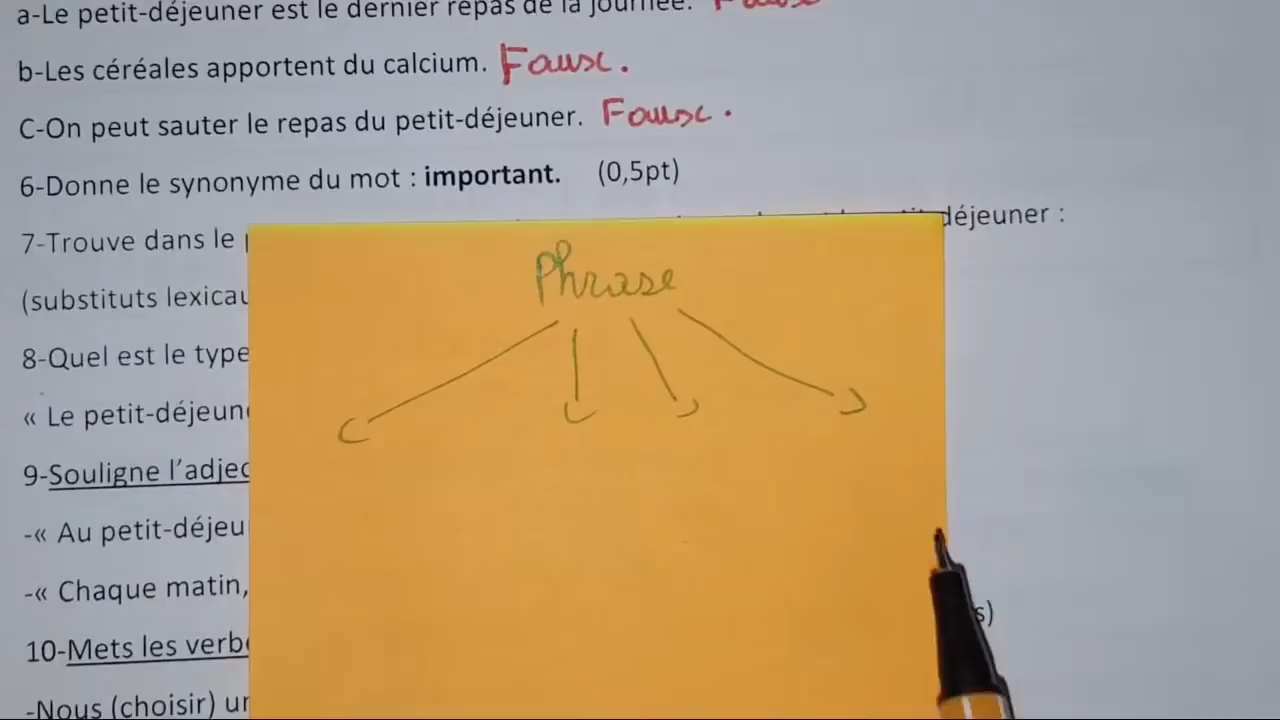 a-Le petit-déjeuner est le dernier repas de la journée.
b-Les céréales apportent du calcium. Faux.
C-On peut sauter le repas du petit-déjeuner. Faux.
6-Donne le synonyme du mot : important. (0,5pt)
7-Trouve dans le déjeuner :
(substituts lexicau
8-Quel est le type
« Le petit-déjeun
9-Souligne l'adjec
-« Au petit-déjeu
-« Chaque matin,
10-Mets les verb
-Nous (choisir) un
Phrase